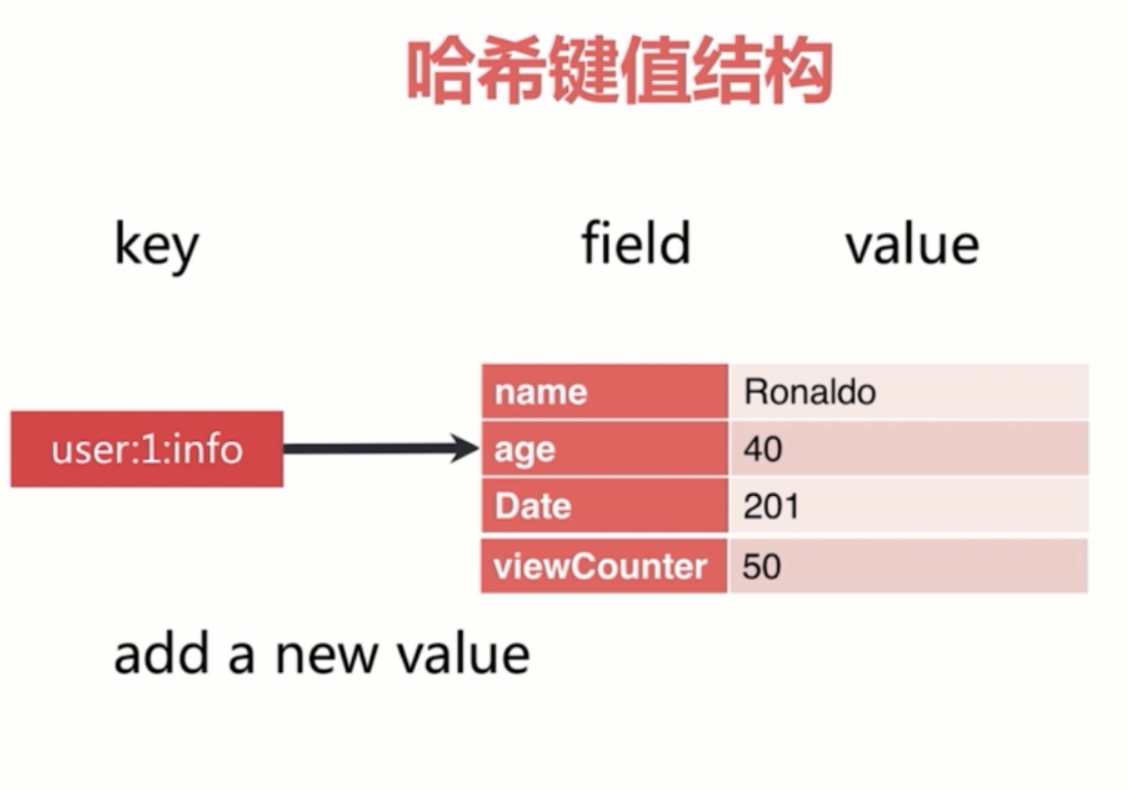 哈希键值结构
key field value
user:1:info
name Ronaldo
age 40
Date 201
viewCounter 50
add a new value